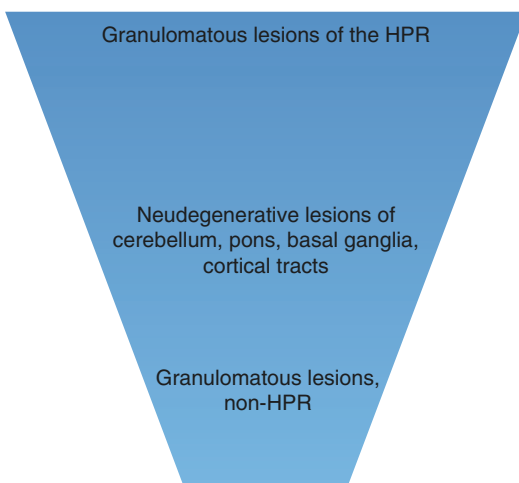 Granulomatous lesions of the HPR
Neudegenerative lesions of
cerebellum, pons, basal ganglia,
cortical tracts
Granulomatous lesions,
non-HPR